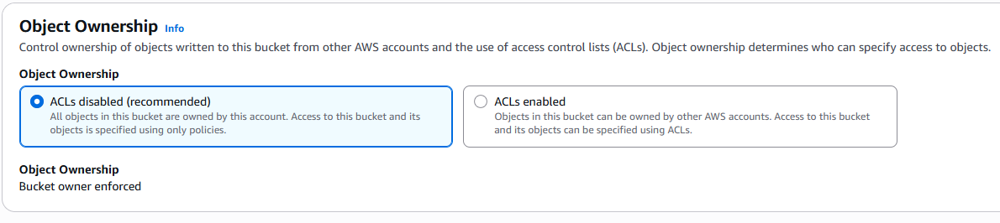 Object Ownership Info
Control ownership of objects written to this bucket from other AWS accounts and the use of access control lists (ACLs). Object ownership determines who can specify access to objects.
Object Ownership
ACLs disabled (recommended)
All objects in this bucket are owned by this account. Access to this bucket and its
objects is specified using only policies.
ACLs enabled
Objects in this bucket can be owned by other AWS accounts. Access to this bucket
and its objects can be specified using ACLs.
Object Ownership
Bucket owner enforced